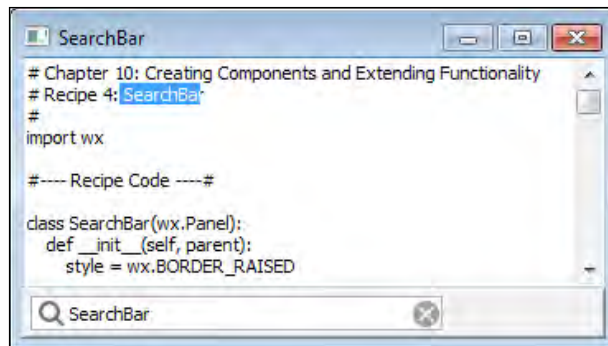 SearchBar
# Chapter 10: Creating Components and Extending Functionality
# Recipe 4: SearchBar
#
import wx
#---- Recipe Code ----#
class SearchBar(wx.Panel):
def __init__(self, parent):
style = wx.BORDER_RAISED
SearchBar